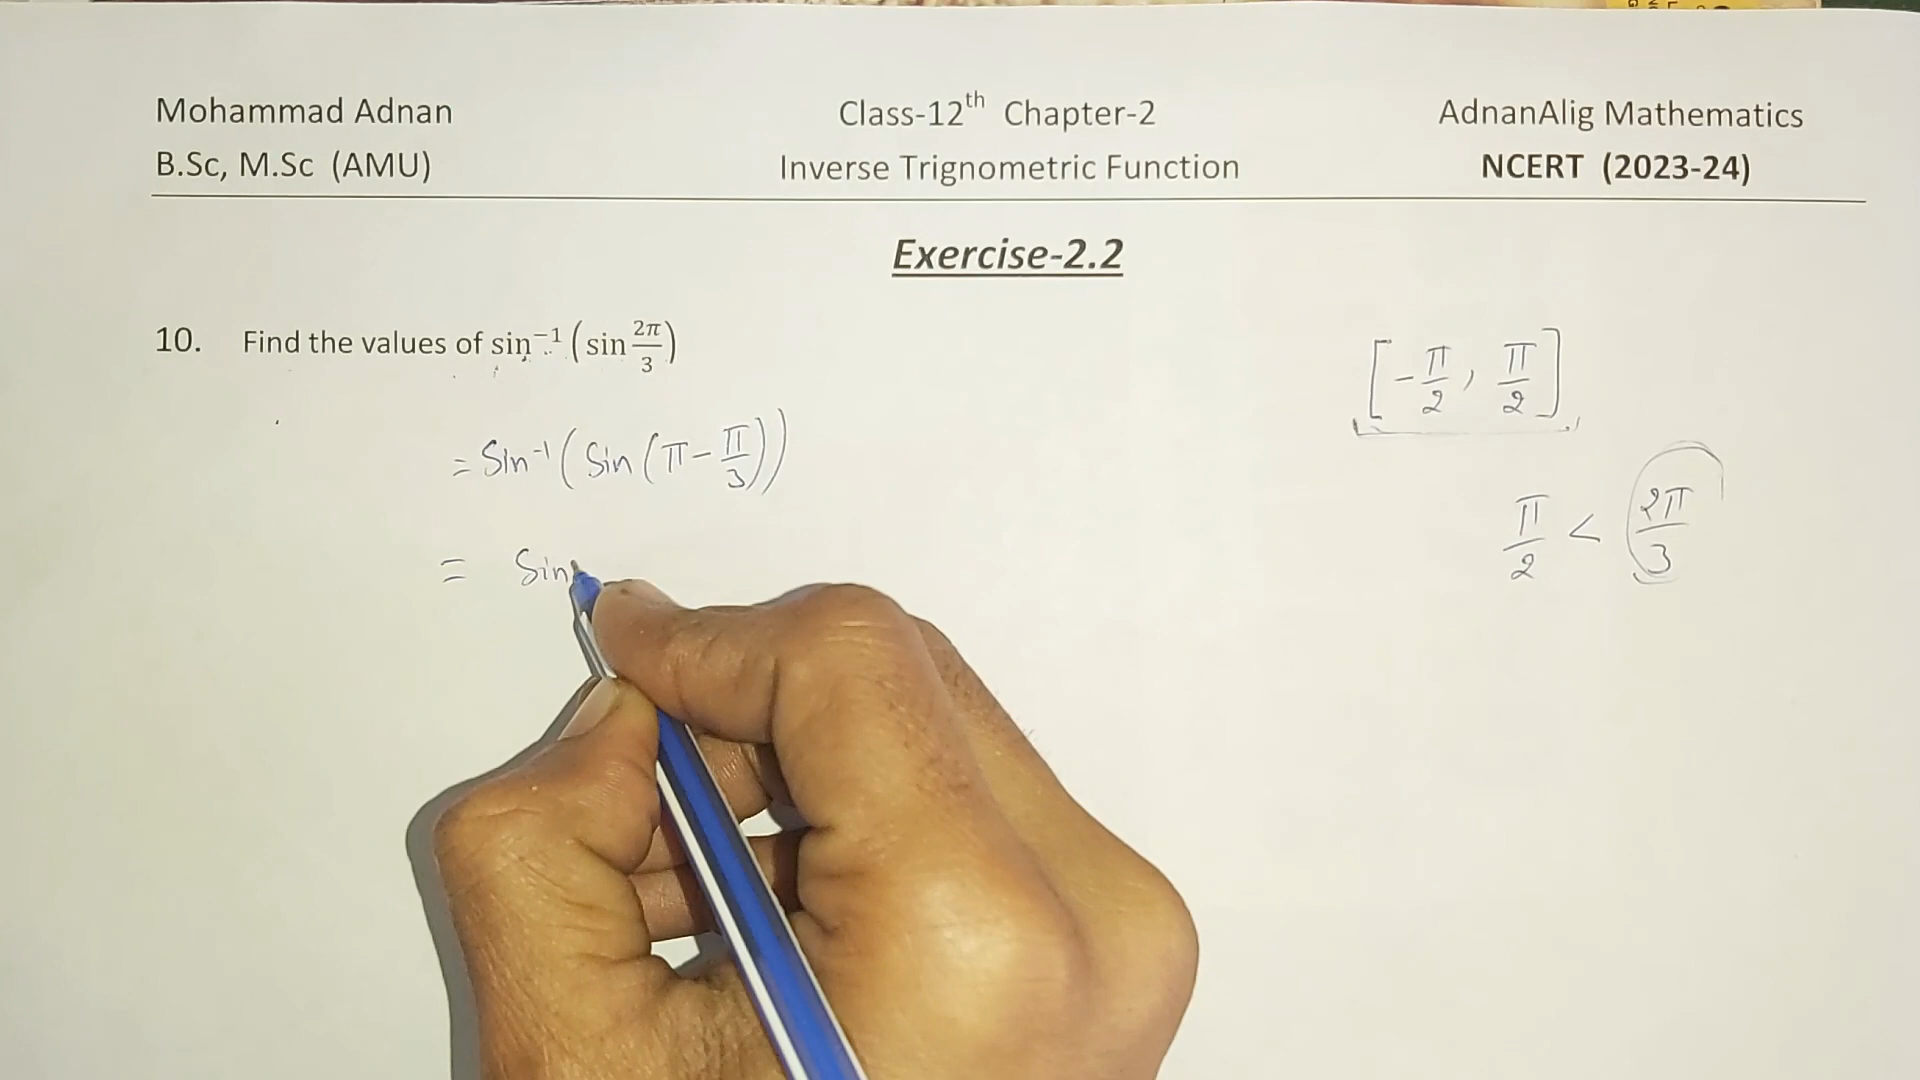 Mohammad Adnan
B.Sc, M.Sc (AMU)
Class-12th Chapter-2
Inverse Trignometric Function
AdnanAlig Mathematics
NCERT (2023-24)
Exercise-2.2
10. Find the values of sin⁻¹(sin 2π/3)
[-π/2, π/2]
= Sin⁻¹(Sin(π-π/3))
π/2 < 2π/3
= Sin